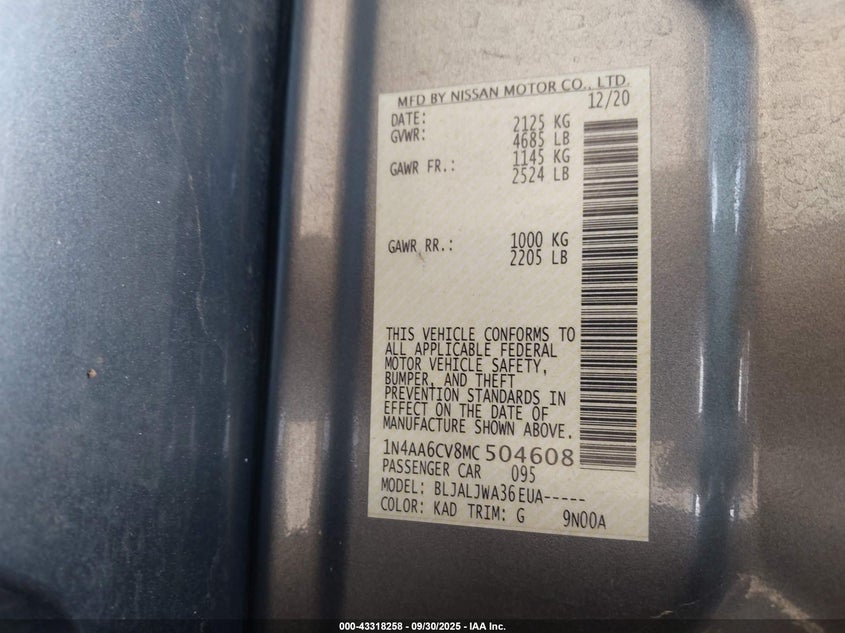 MFD BY NISSAN MOTOR CO., LTD.
DATE: 12/20
GVWR: 2125 KG
4685 LB
GAWR FR.: 1145 KG
2524 LB
GAWR RR.: 1000 KG
2205 LB
THIS VEHICLE CONFORMS TO
ALL APPLICABLE FEDERAL
MOTOR VEHICLE SAFETY,
BUMPER, AND THEFT
PREVENTION STANDARDS IN
EFFECT ON THE DATE OF
MANUFACTURE SHOWN ABOVE.
1N4AA6CV8MC504608
PASSENGER CAR 095
MODEL: BLJALJWA36EUA-----
COLOR: KAD TRIM: G 9N00A
000-43318258 - 09/30/2025 - IAA Inc.